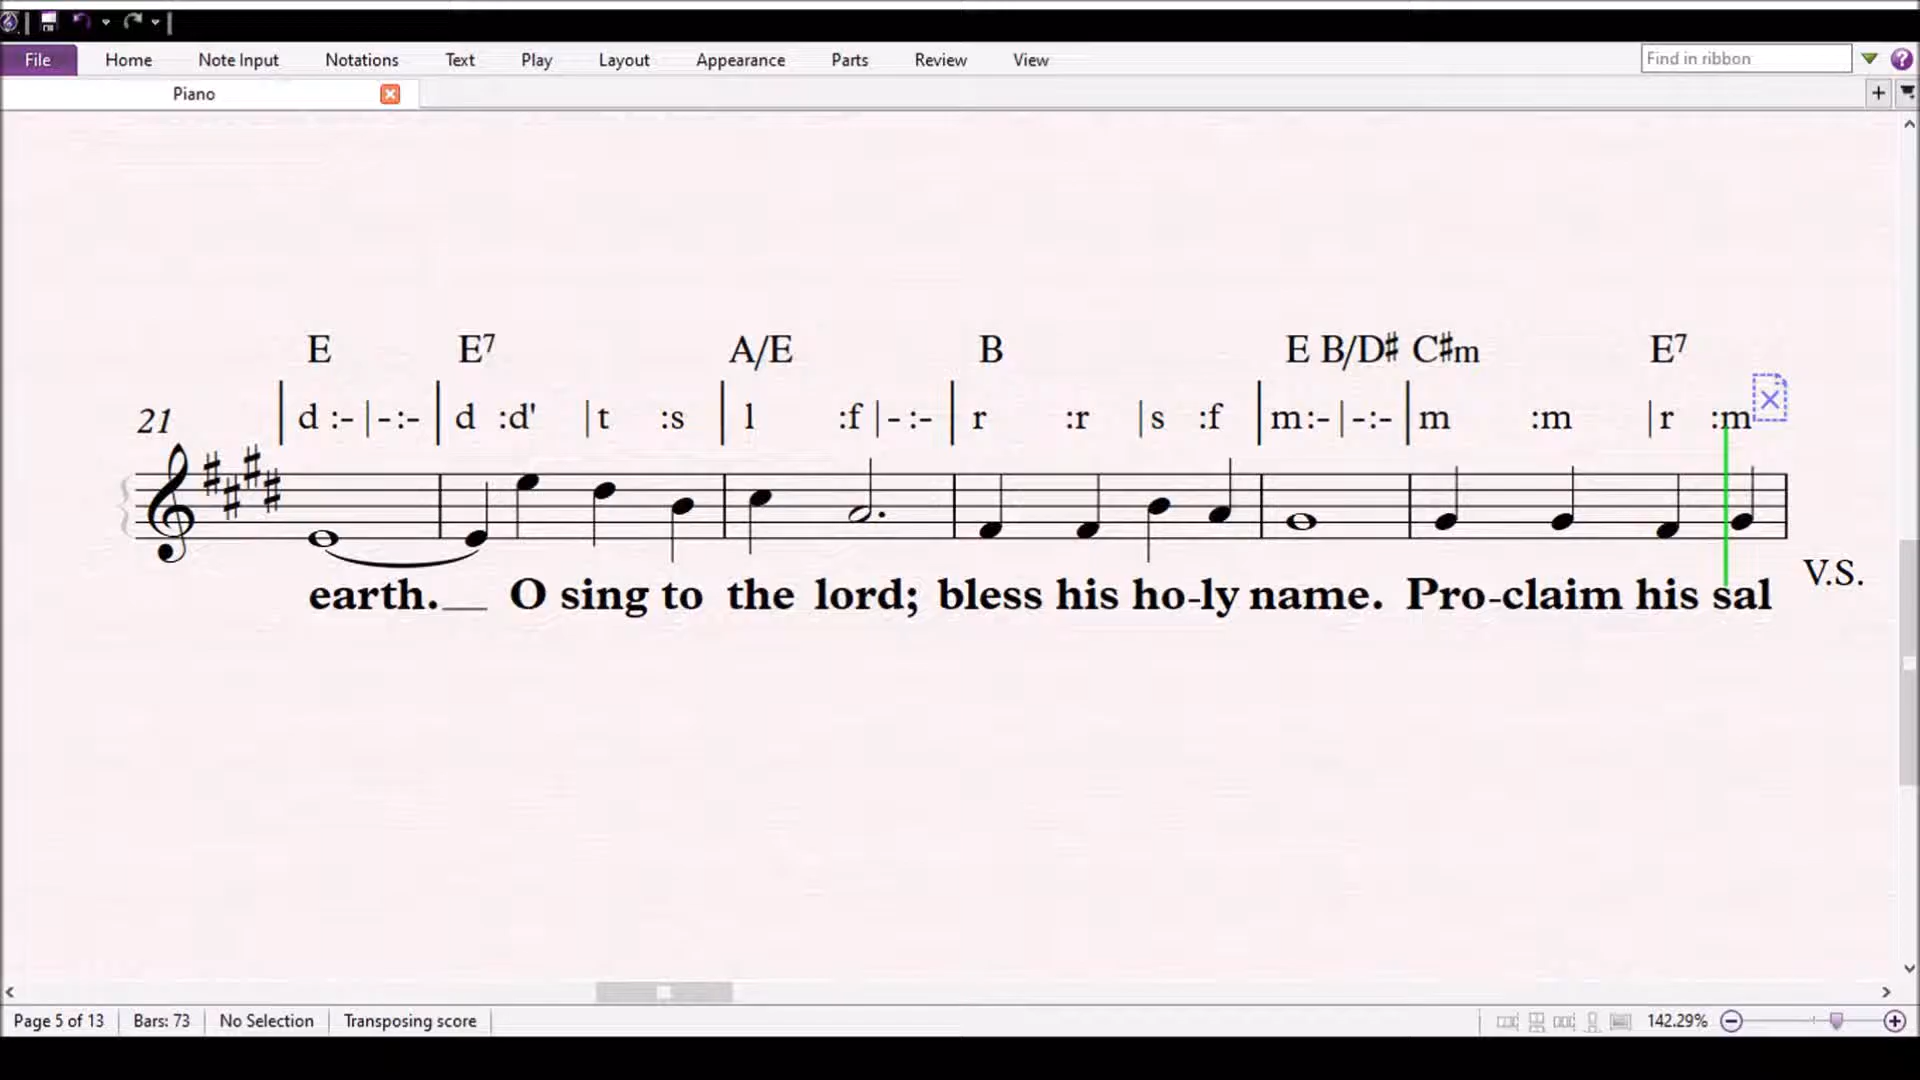 File Home Note Input Notations Text Play Layout Appearance Parts Review View Find in ribbon
Piano
E E7 A/E B E B/D♯ C♯m E7
21 | d :- | - :- | d :d' | t :s | l :f | - :- | r :r | s :f | m :- | - :- | m :m | r :m
earth.__ O sing to the lord; bless his ho-ly name. Pro-claim his sal
V.S.
Page 5 of 13 Bars: 73 No Selection Transposing score 142.29%